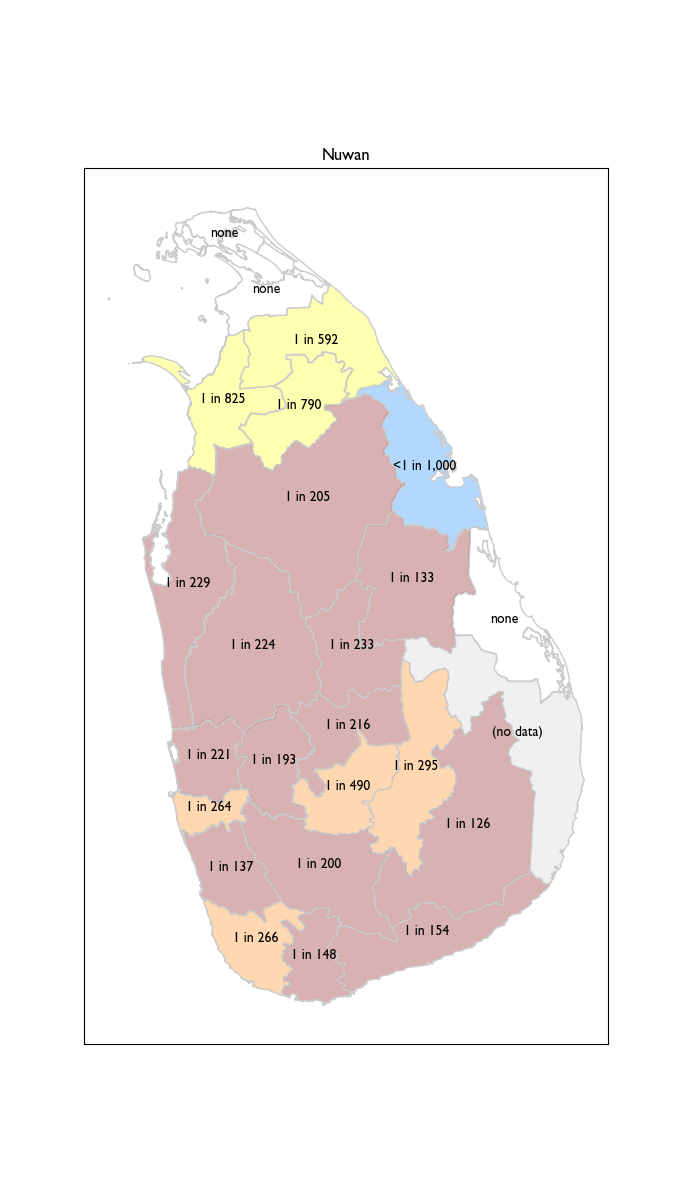 Nuwan
none
none
1 in 592
1 in 825
1 in 790
<1 in 1,000
1 in 205
1 in 133
1 in 229
none
1 in 224
1 in 233
1 in 216
(no data)
1 in 221
1 in 193
1 in 295
1 in 490
1 in 264
1 in 126
1 in 200
1 in 137
1 in 154
1 in 266
1 in 148